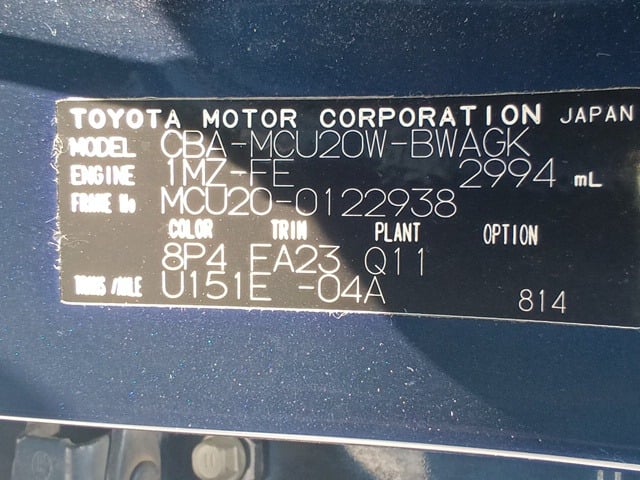 TOYOTA MOTOR CORPORATION JAPAN
MODEL CBA-MCU20W-BWAGK
ENGINE 1MZ-FE 2994 mL
FRAME No MCU20-0122938
COLOR TRIM PLANT OPTION
8P4 EA23 Q11
TRANS/AXLE U151E -04A 814